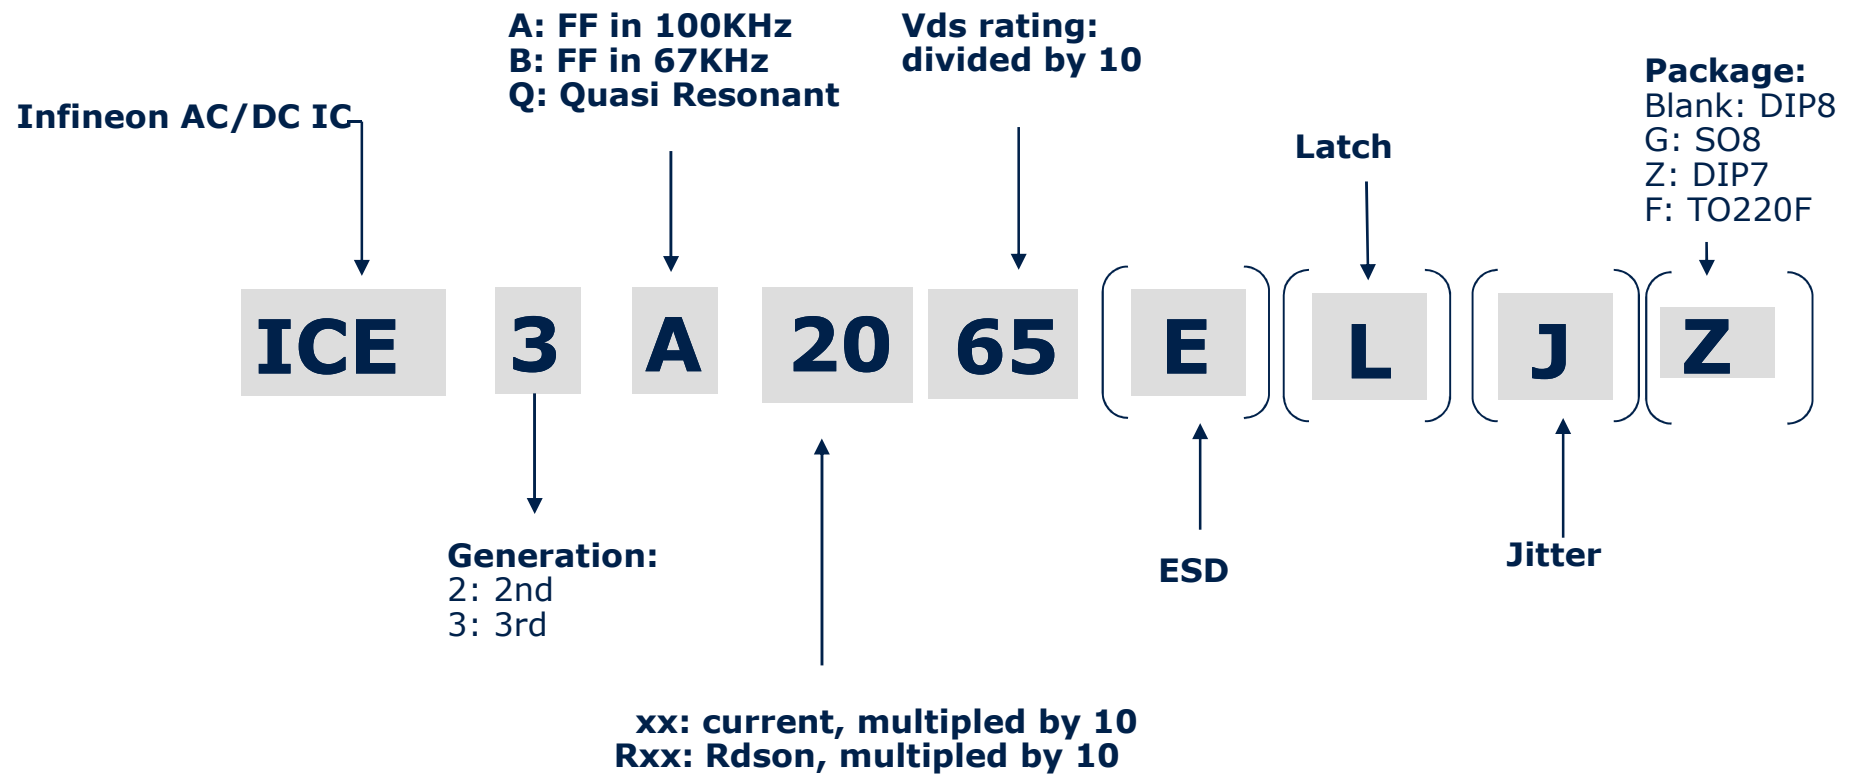 A: FF in 100KHz
B: FF in 67KHz
Q: Quasi Resonant
Vds rating:
divided by 10
Package:
Blank: DIP8
G: SO8
Z: DIP7
F: TO220F
Infineon AC/DC IC
Latch
ICE 3 A 20 65 E L J Z
Generation:
2: 2nd
3: 3rd
ESD
Jitter
xx: current, multipled by 10
Rxx: Rdson, multipled by 10